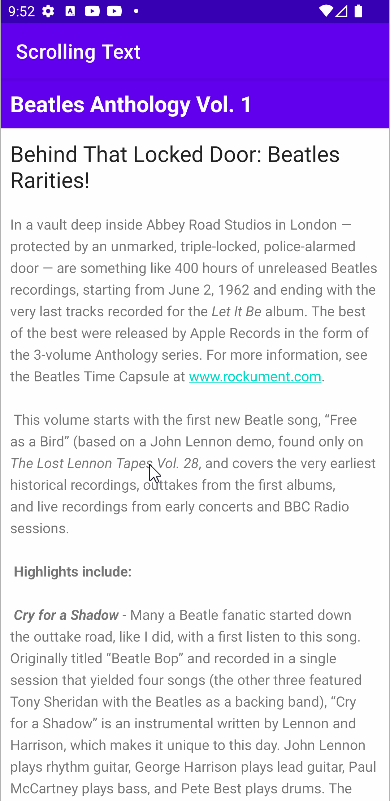 9:52
Scrolling Text
Beatles Anthology Vol. 1
Behind That Locked Door: Beatles
Rarities!
In a vault deep inside Abbey Road Studios in London —
protected by an unmarked, triple-locked, police-alarmed
door — are something like 400 hours of unreleased Beatles
recordings, starting from June 2, 1962 and ending with the
very last tracks recorded for the Let It Be album. The best
of the best were released by Apple Records in the form of
the 3-volume Anthology series. For more information, see
the Beatles Time Capsule at www.rockument.com.
This volume starts with the first new Beatle song, “Free
as a Bird” (based on a John Lennon demo, found only on
The Lost Lennon Tapes Vol. 28, and covers the very earliest
historical recordings, outtakes from the first albums,
and live recordings from early concerts and BBC Radio
sessions.
Highlights include:
Cry for a Shadow - Many a Beatle fanatic started down
the outtake road, like I did, with a first listen to this song.
Originally titled “Beatle Bop” and recorded in a single
session that yielded four songs (the other three featured
Tony Sheridan with the Beatles as a backing band), “Cry
for a Shadow” is an instrumental written by Lennon and
Harrison, which makes it unique to this day. John Lennon
plays rhythm guitar, George Harrison plays lead guitar, Paul
McCartney plays bass, and Pete Best plays drums. The